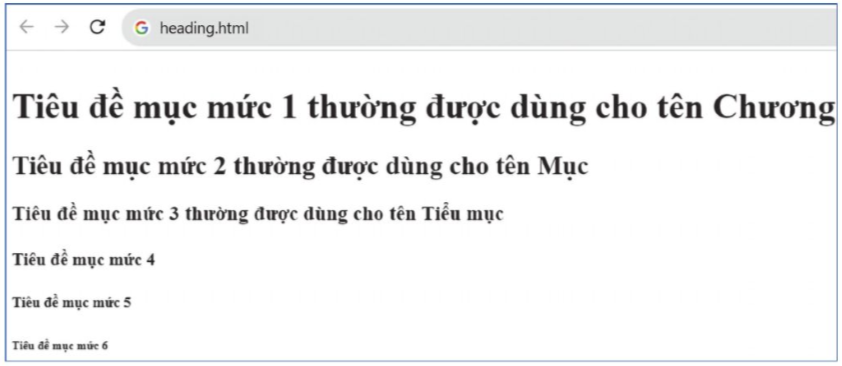 heading.html
Tiêu đề mục mức 1 thường được dùng cho tên Chương
Tiêu đề mục mức 2 thường được dùng cho tên Mục
Tiêu đề mục mức 3 thường được dùng cho tên Tiểu mục
Tiêu đề mục mức 4
Tiêu đề mục mức 5
Tiêu đề mục mức 6